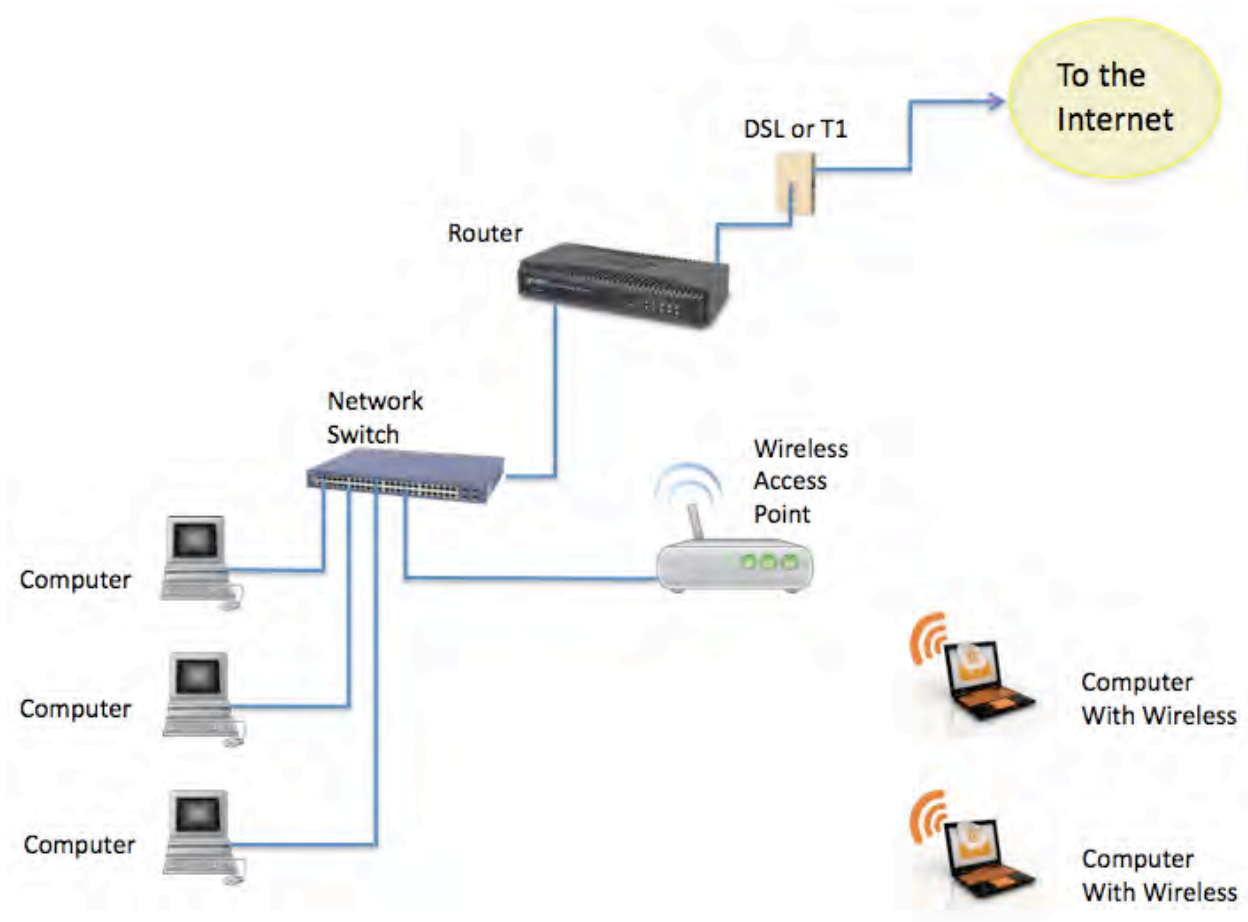 To the
Internet
DSL or T1
Router
Network
Switch
Wireless
Access
Point
Computer
Computer
Computer
With Wireless
Computer
Computer
With Wireless